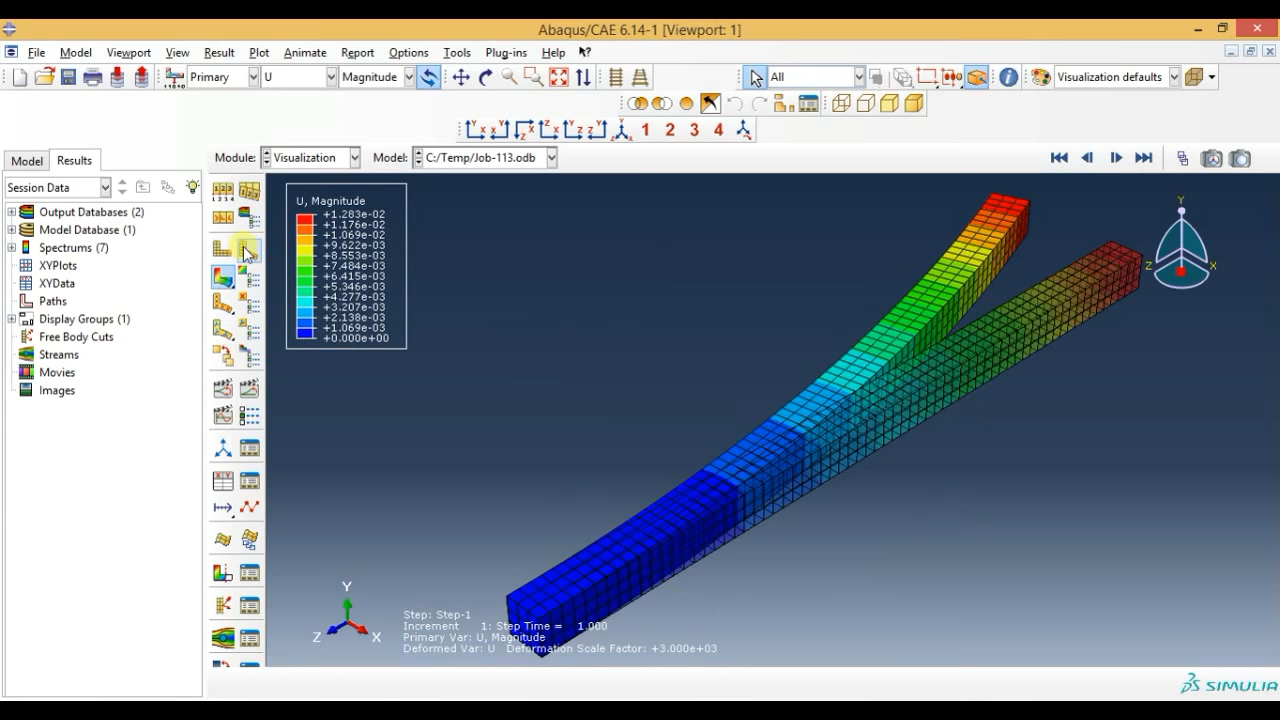 Abaqus/CAE 6.14-1 [Viewport: 1]
File Model Viewport View Result Plot Animate Report Options Tools Plug-ins Help
Primary U Magnitude All Visualization defaults
1 2 3 4
Model Results Module: Visualization Model: C:/Temp/Job-113.odb
Session Data
Output Databases (2)
Model Database (1)
Spectrums (7)
XYPlots
XYData
Paths
Display Groups (1)
Free Body Cuts
Streams
Movies
Images
U, Magnitude
+1.283e-02
+1.176e-02
+1.069e-02
+9.622e-03
+8.553e-03
+7.484e-03
+6.415e-03
+5.346e-03
+4.277e-03
+3.207e-03
+2.138e-03
+1.069e-03
+0.000e+00
Y
Z X
Y
Z X
Step: Step-1
Increment 1: Step Time = 1.000
Primary Var: U, Magnitude
Deformed Var: U Deformation Scale Factor: +3.000e+03
SIMULIA